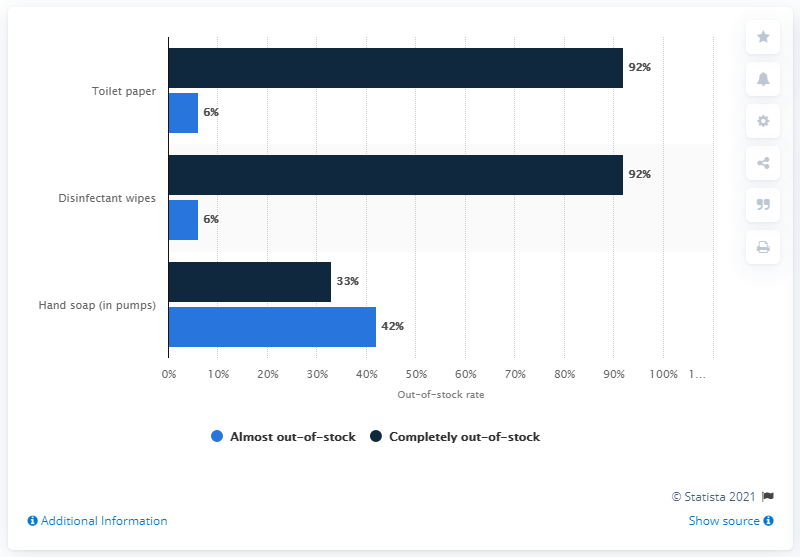 Toilet paper
92%
6%
Disinfectant wipes
92%
6%
Hand soap (in pumps)
33%
42%
0% 10% 20% 30% 40% 50% 60% 70% 80% 90% 100% 1...
Out-of-stock rate
Almost out-of-stock Completely out-of-stock
© Statista 2021
Additional Information
Show source